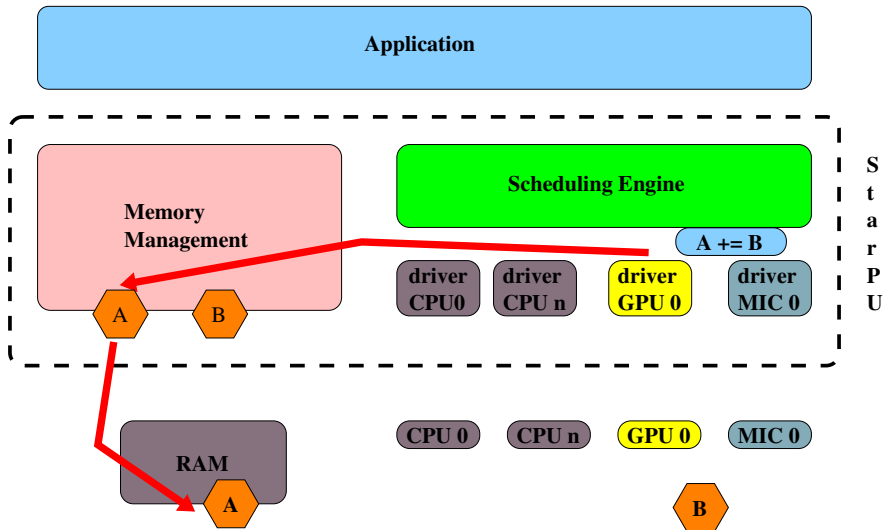 Application
Memory
Management
Scheduling Engine
A += B
driver
CPU0
driver
CPU n
driver
GPU 0
driver
MIC 0
A
B
StarPU
CPU 0
CPU n
GPU 0
MIC 0
RAM
A
B